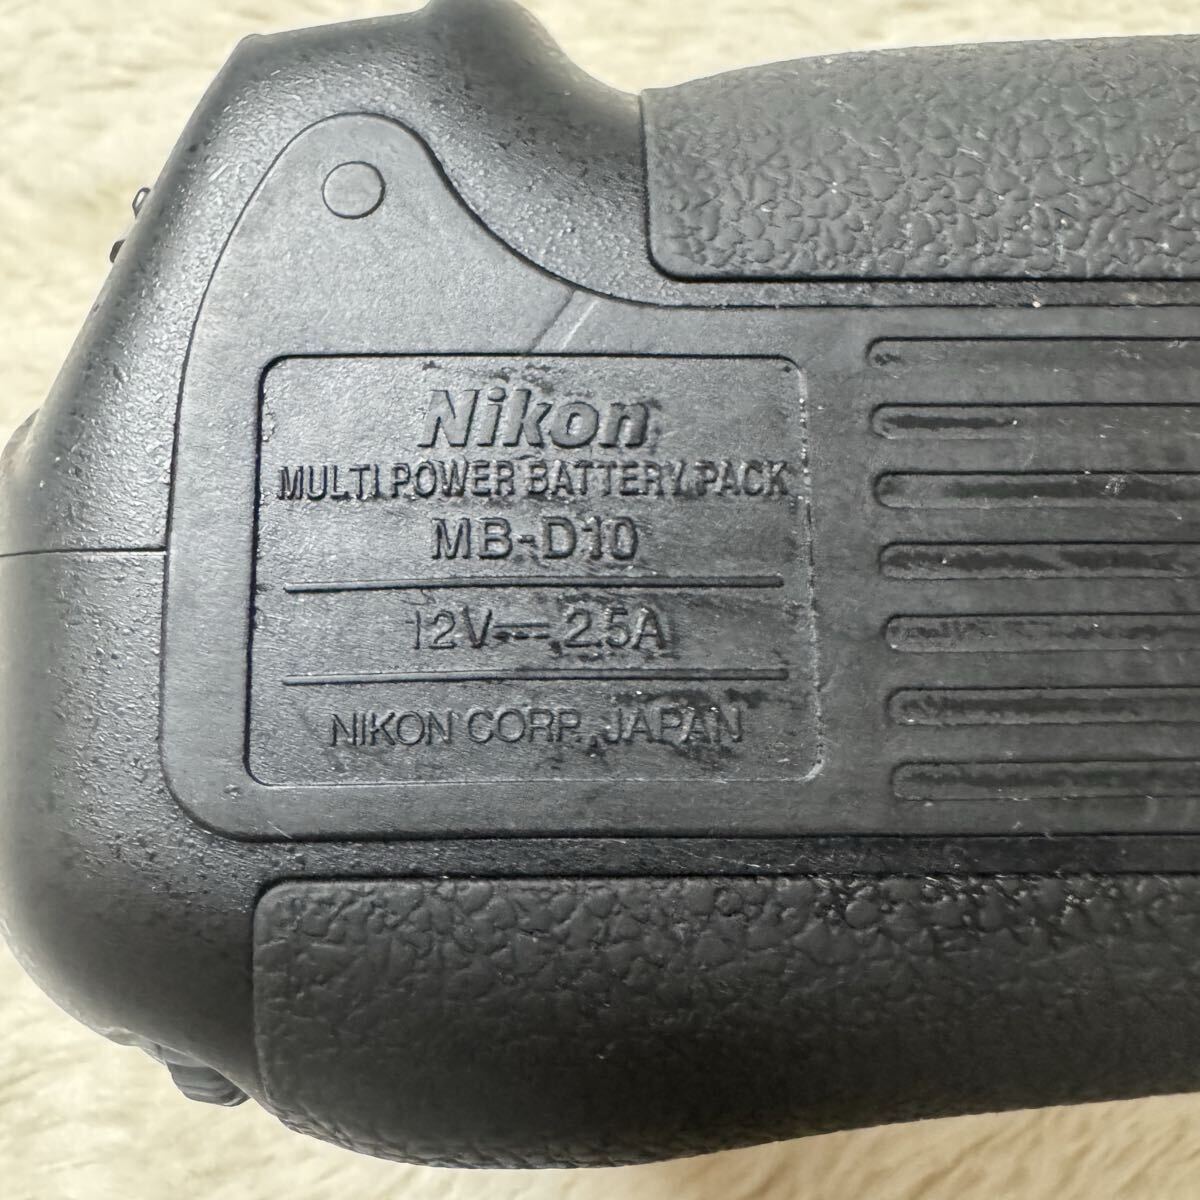 Nikon
MULTI POWER BATTERY PACK
MB-D10
12V⎓2.5A
NIKON CORP. JAPAN